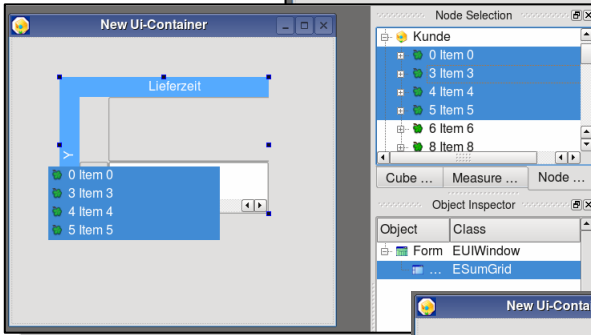 New Ui-Container
Lieferzeit
Y
0 Item 0
3 Item 3
4 Item 4
5 Item 5
Node Selection
Kunde
0 Item 0
3 Item 3
4 Item 4
5 Item 5
6 Item 6
8 Item 8
Cube ... Measure ... Node ...
Object Inspector
Object Class
Form EUIWindow
... ESumGrid
New Ui-Contai